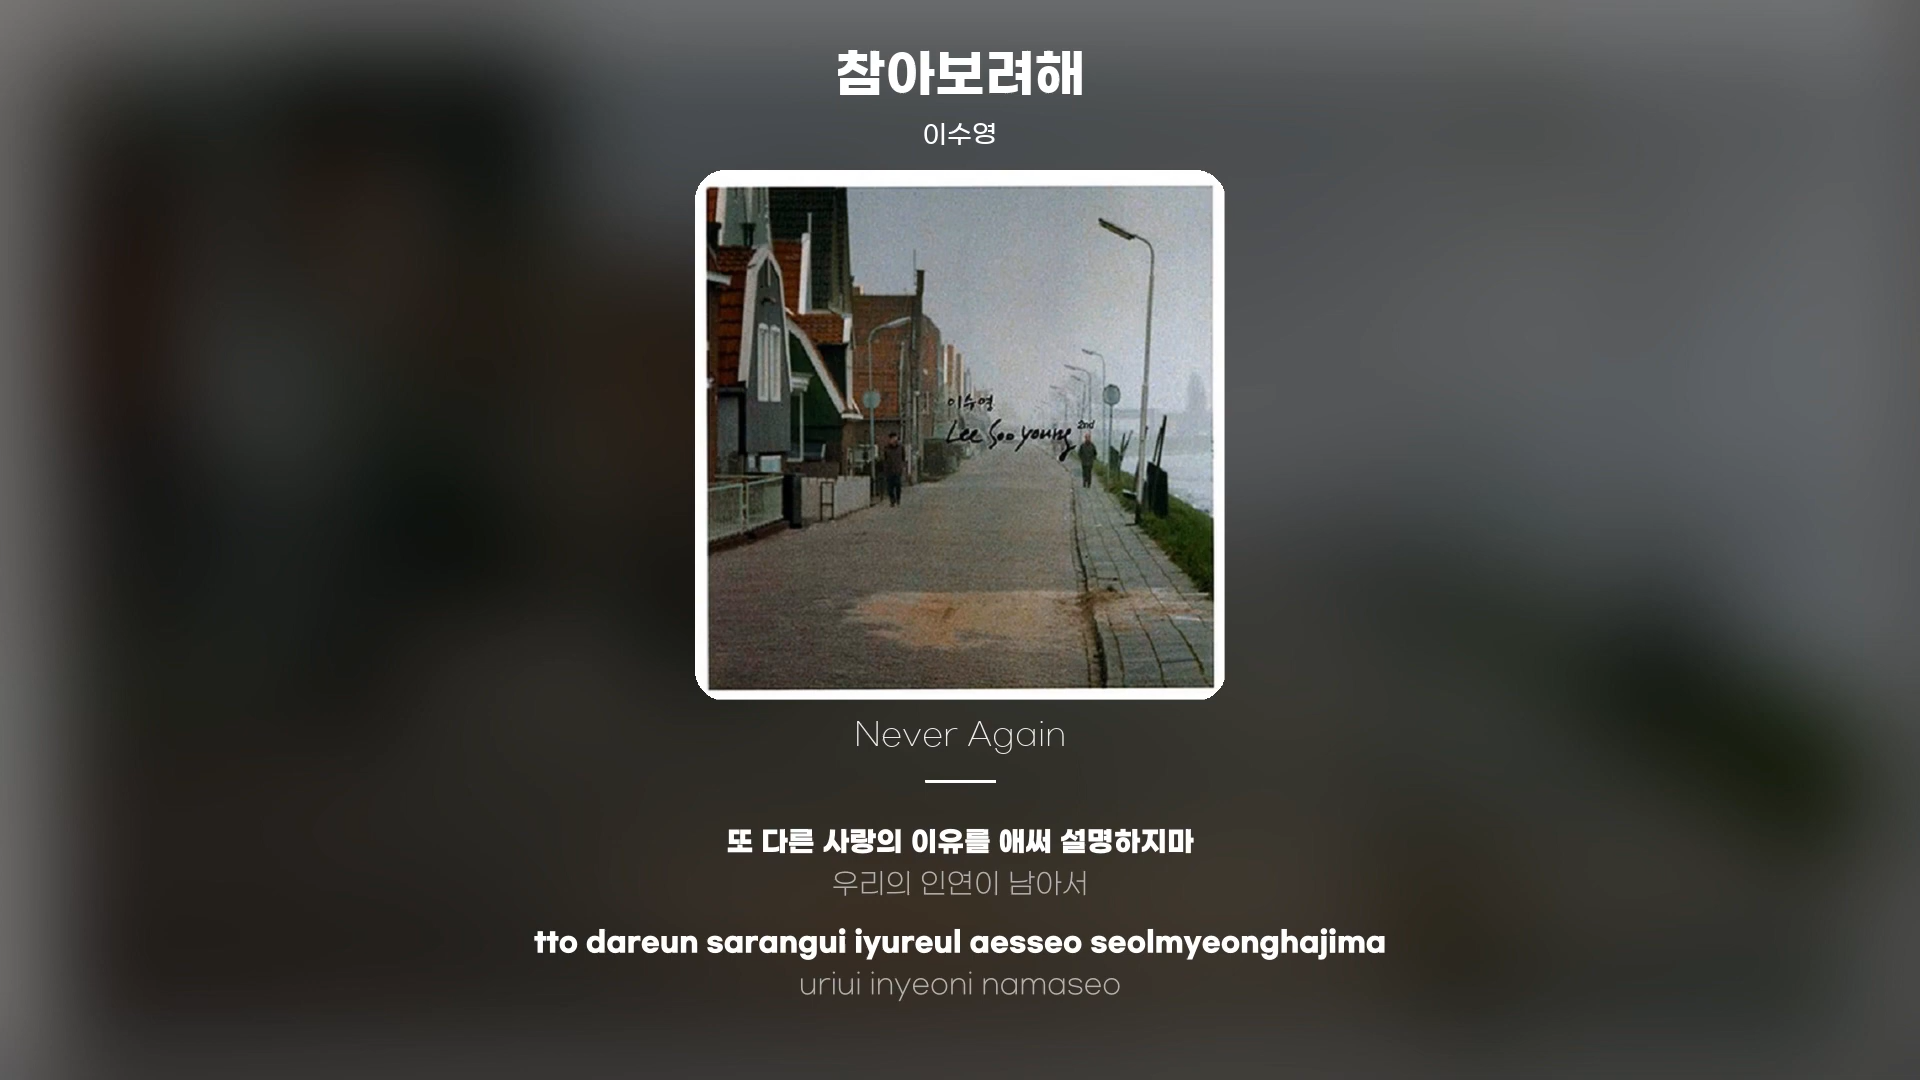 참아보려해
이수영
이수영
Lee Soo young 2nd
Never Again
또 다른 사랑의 이유를 애써 설명하지마
우리의 인연이 남아서
tto dareun sarangui iyureul aesseo seolmyeonghajima
uriui inyeoni namaseo